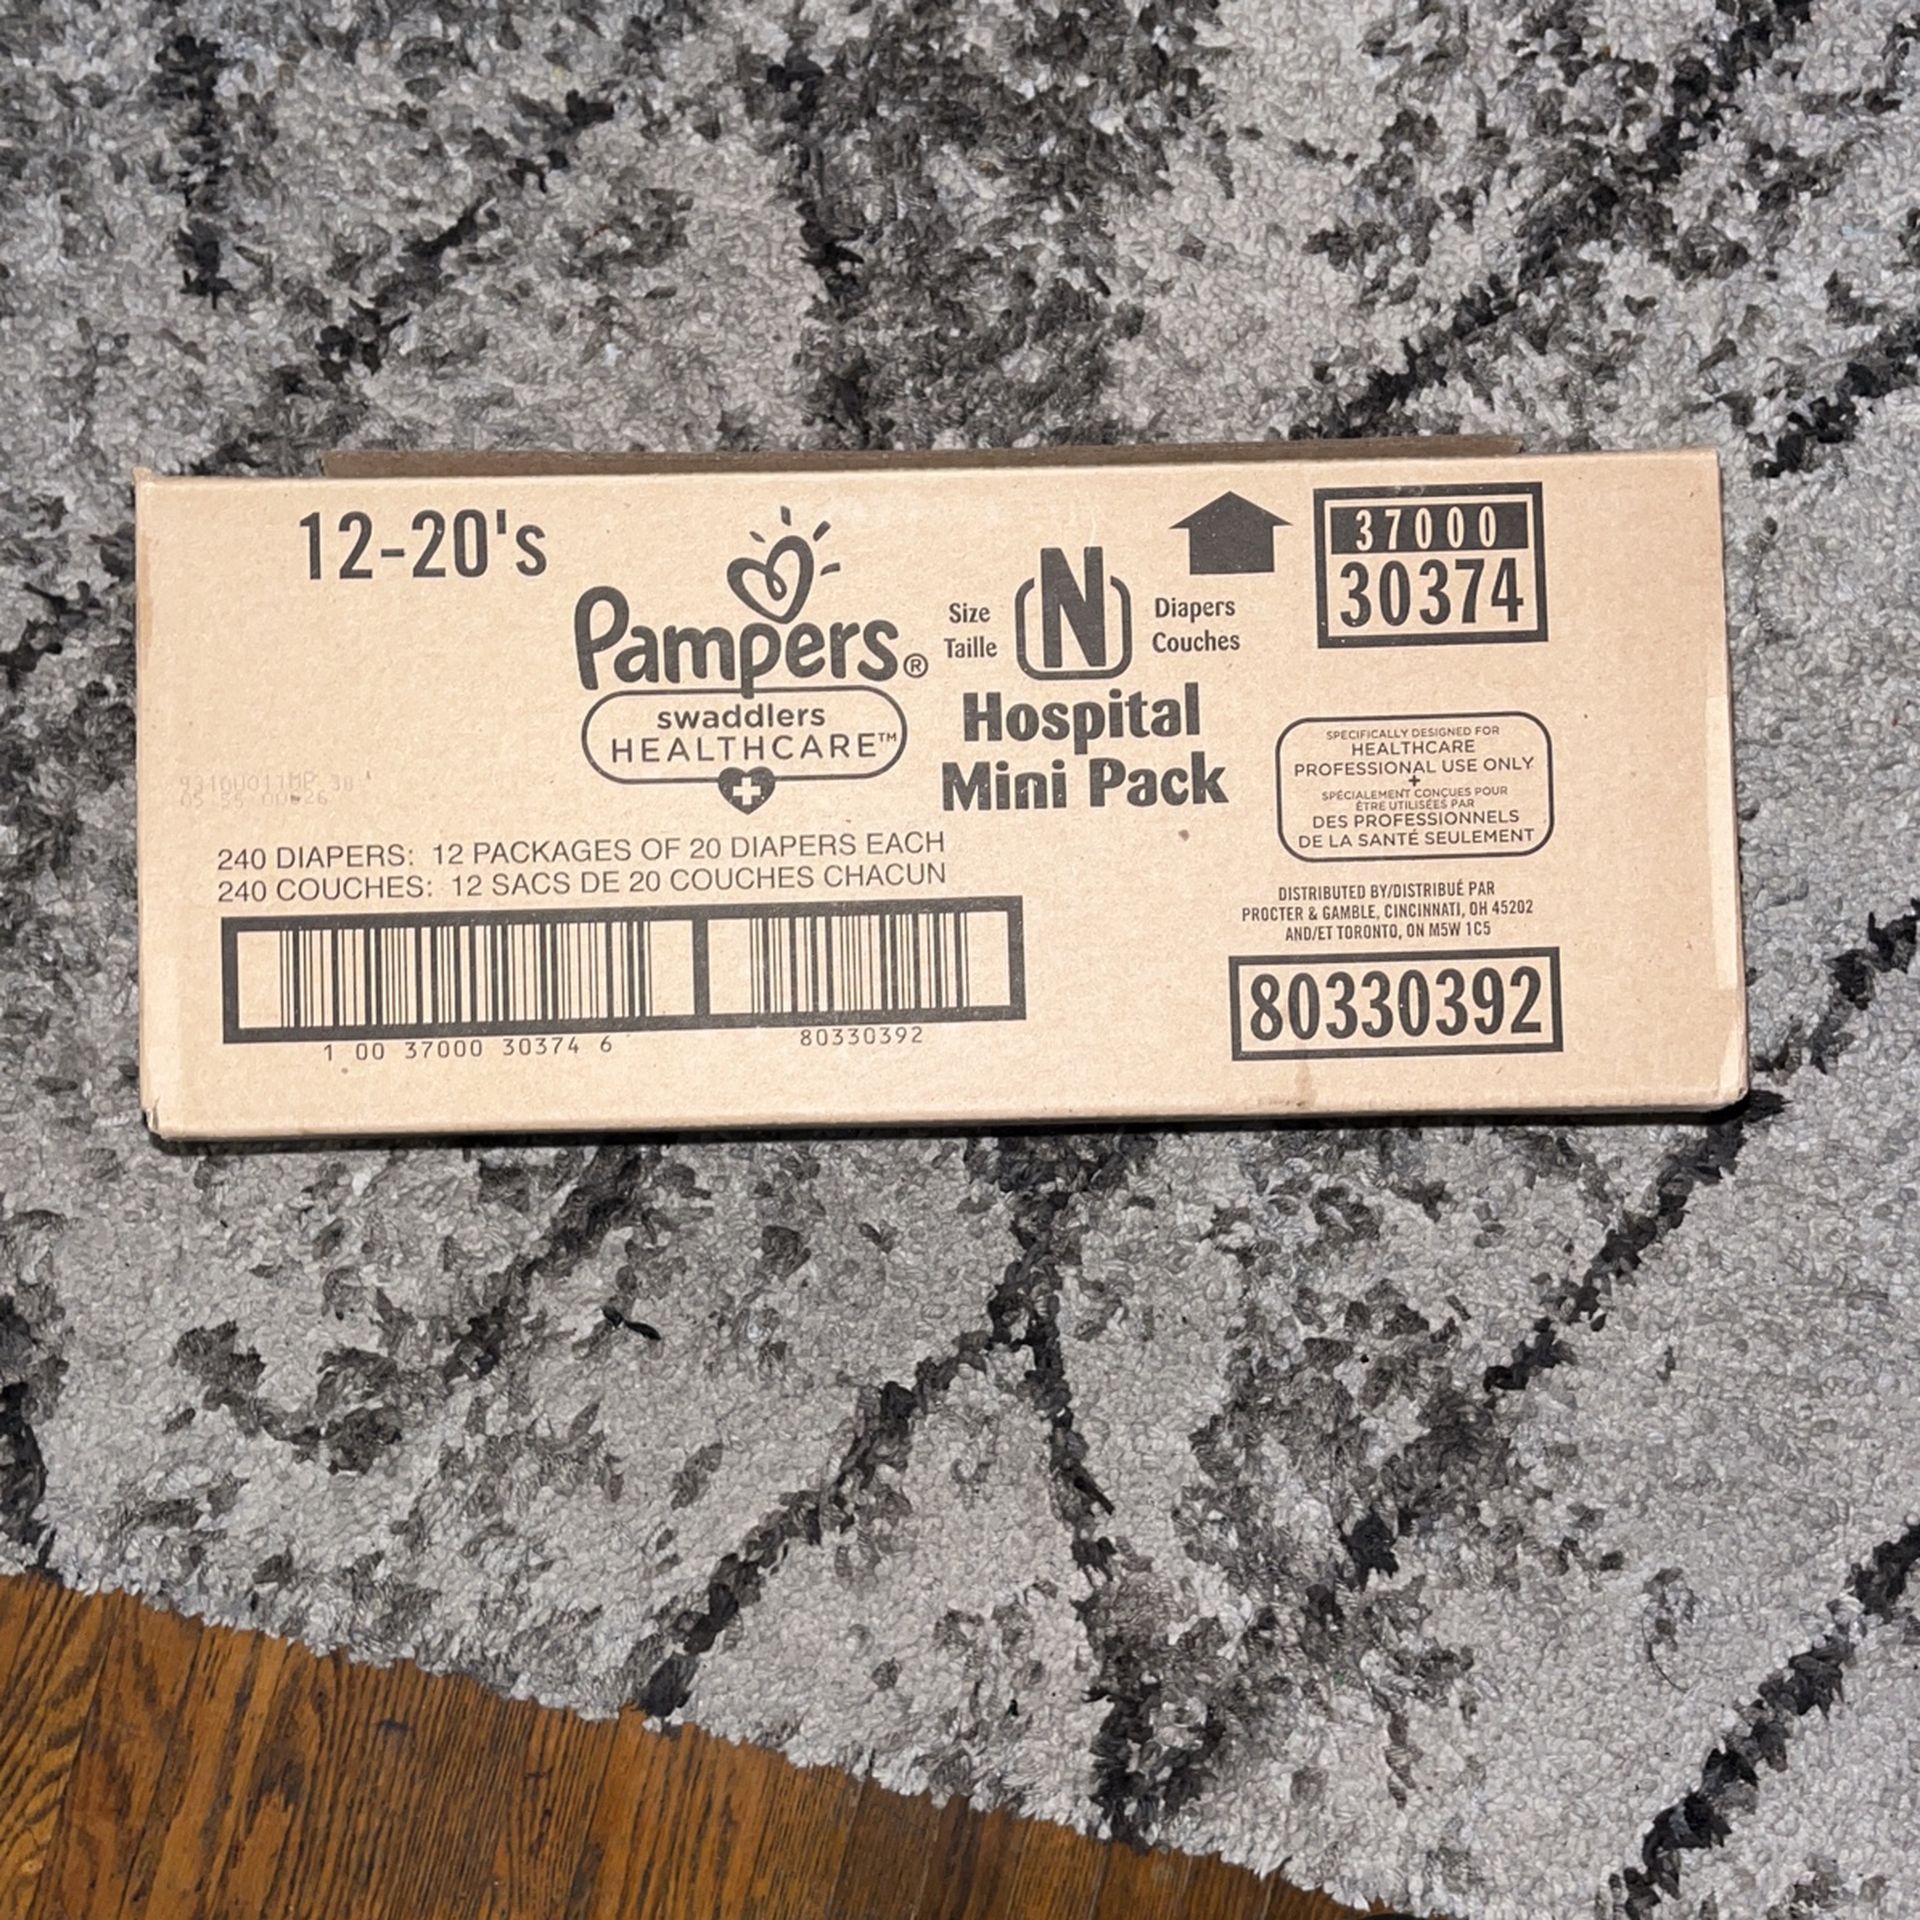 12-20's
Pampers®
swaddlers
HEALTHCARE™
Size
Taille
N
Diapers
Couches
Hospital
Mini Pack
37000
30374
SPECIFICALLY DESIGNED FOR
HEALTHCARE
PROFESSIONAL USE ONLY
+
SPÉCIALEMENT CONÇUES POUR
ÊTRE UTILISÉES PAR
DES PROFESSIONNELS
DE LA SANTÉ SEULEMENT
240 DIAPERS: 12 PACKAGES OF 20 DIAPERS EACH
240 COUCHES: 12 SACS DE 20 COUCHES CHACUN
1 00 37000 30374 6
80330392
DISTRIBUTED BY/DISTRIBUÉ PAR
PROCTER & GAMBLE, CINCINNATI, OH 45202
AND/ET TORONTO, ON M5W 1C5
80330392